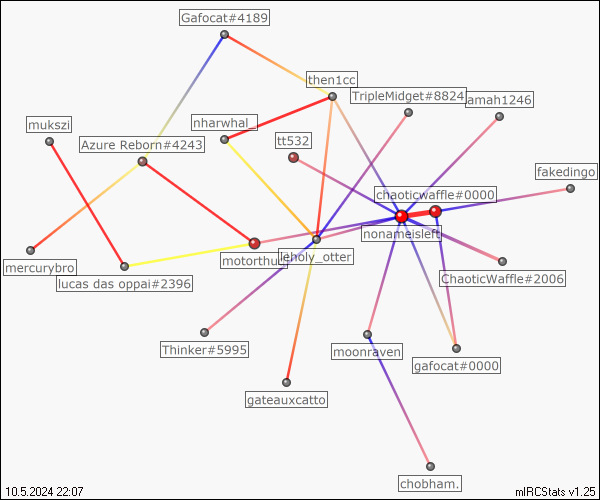 Gafocat#4189
then1cc
TripleMidget#8824
amah1246
nharwhal_
mukszi
tt532
Azure Reborn#4243
fakedingo
chaoticwaffle#0000
nonameisleft
leholy_otter
mercurybro
lucas das oppai#2396
ChaoticWaffle#2006
Thinker#5995
moonraven
gafocat#0000
gateauxcatto
chobham.
10.5.2024 22:07
mIRCStats v1.25